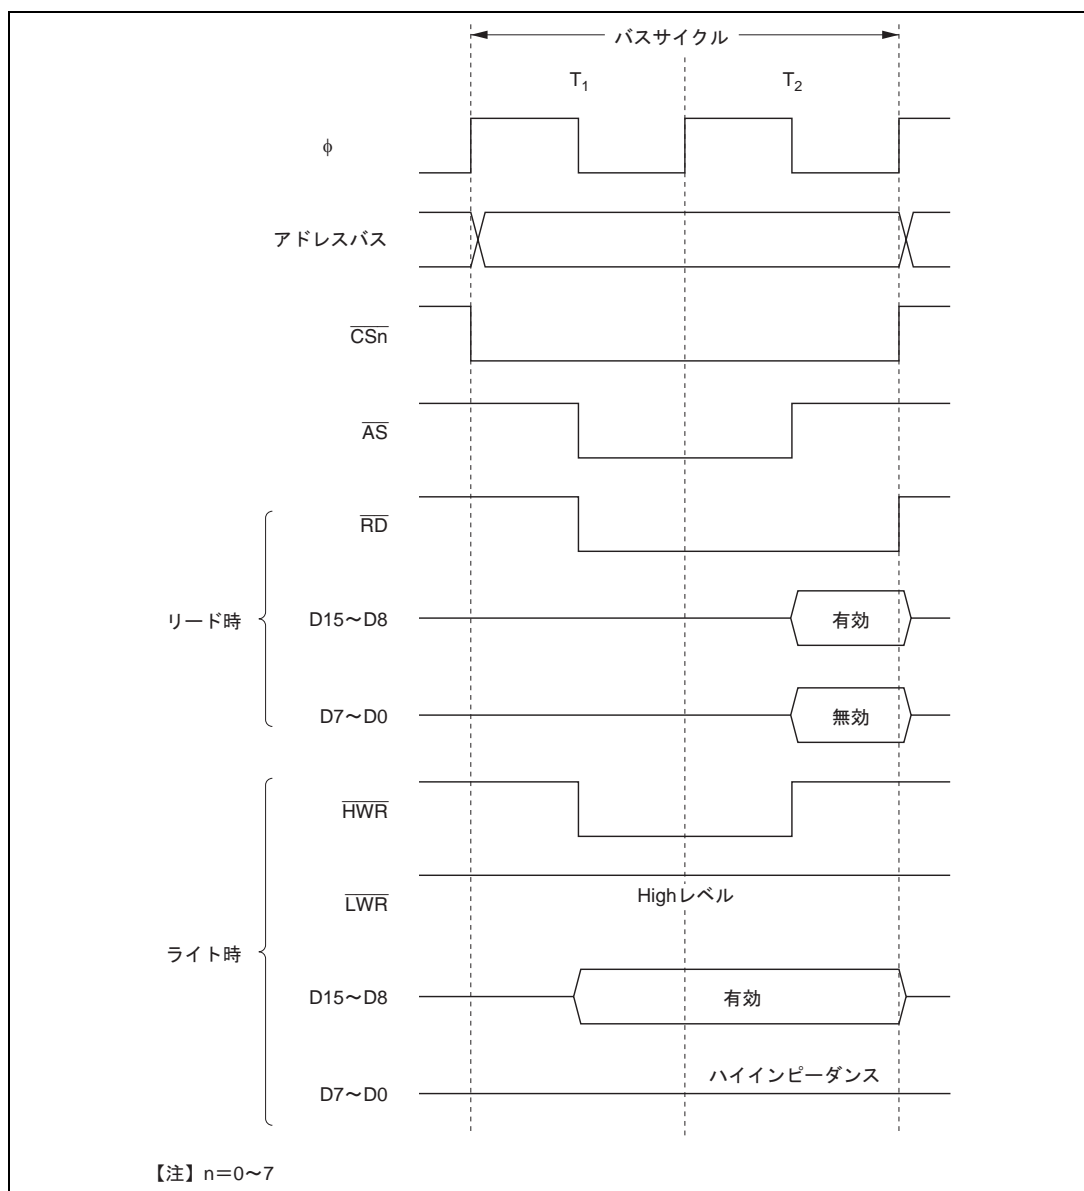 バスサイクル
T1 T2
φ
アドレスバス
CSn
AS
RD
リード時
D15～D8 有効
D7～D0 無効
HWR
LWR Highレベル
ライト時
D15～D8 有効
D7～D0 ハイインピーダンス
【注】n＝0～7